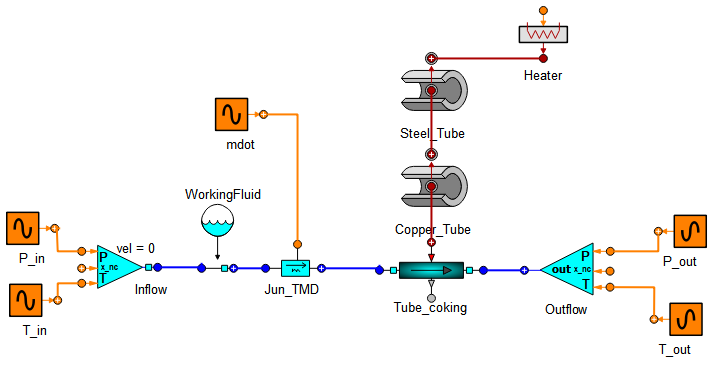 Heater
Steel_Tube
mdot
WorkingFluid
Copper_Tube
P_in
vel = 0
P
x_nc
T
Inflow
T_in
Jun_TMD
Tube_coking
P
out x_nc
T
Outflow
P_out
T_out